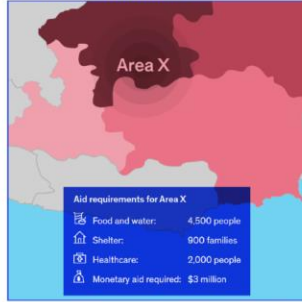 Area X
Aid requirements for Area X
Food and water: 4,500 people
Shelter: 900 families
Healthcare: 2,000 people
Monetary aid required: $3 million